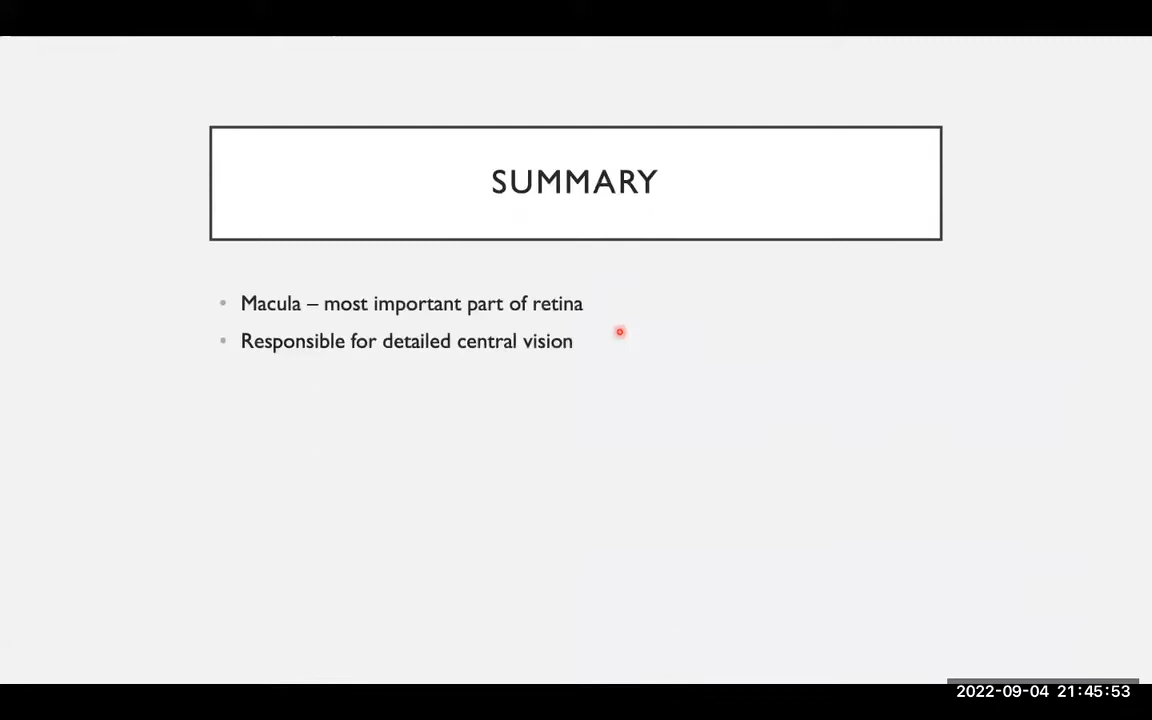 SUMMARY
• Macula – most important part of retina
• Responsible for detailed central vision
2022-09-04 21:45:53